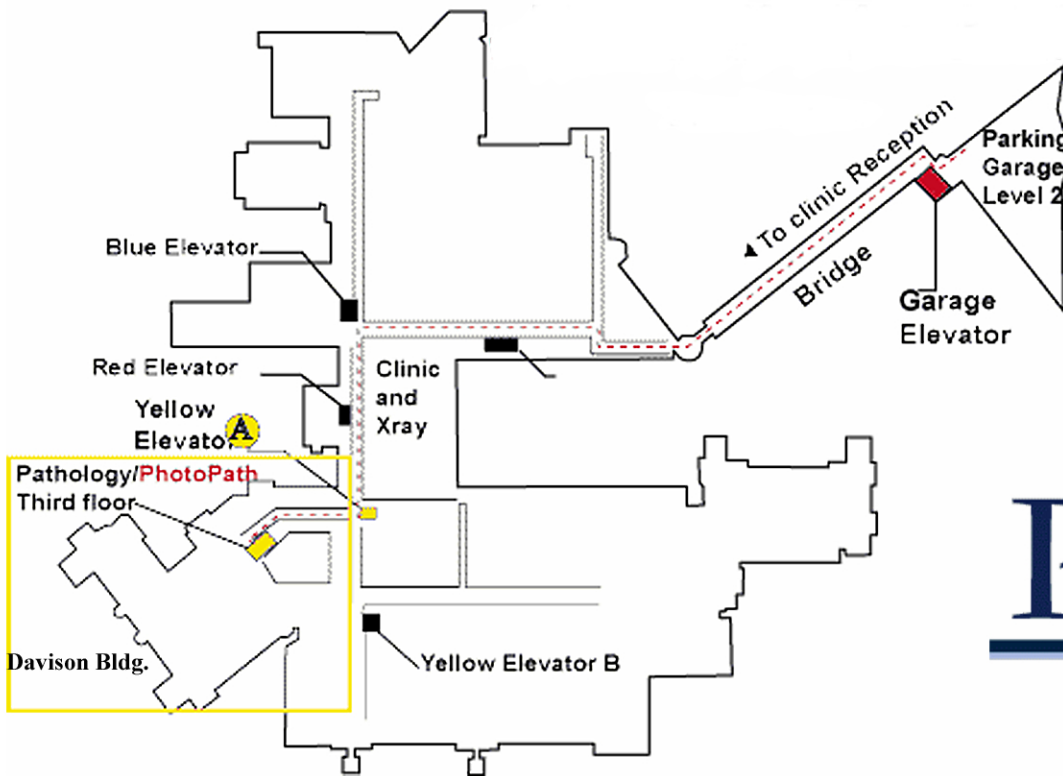 To clinic Reception
Parking
Garage
Level 2
Bridge
Garage
Elevator
Blue Elevator
Red Elevator
Clinic
and
Xray
Yellow
Elevator
A
Pathology/PhotoPath
Third floor
Davison Bldg.
Yellow Elevator B